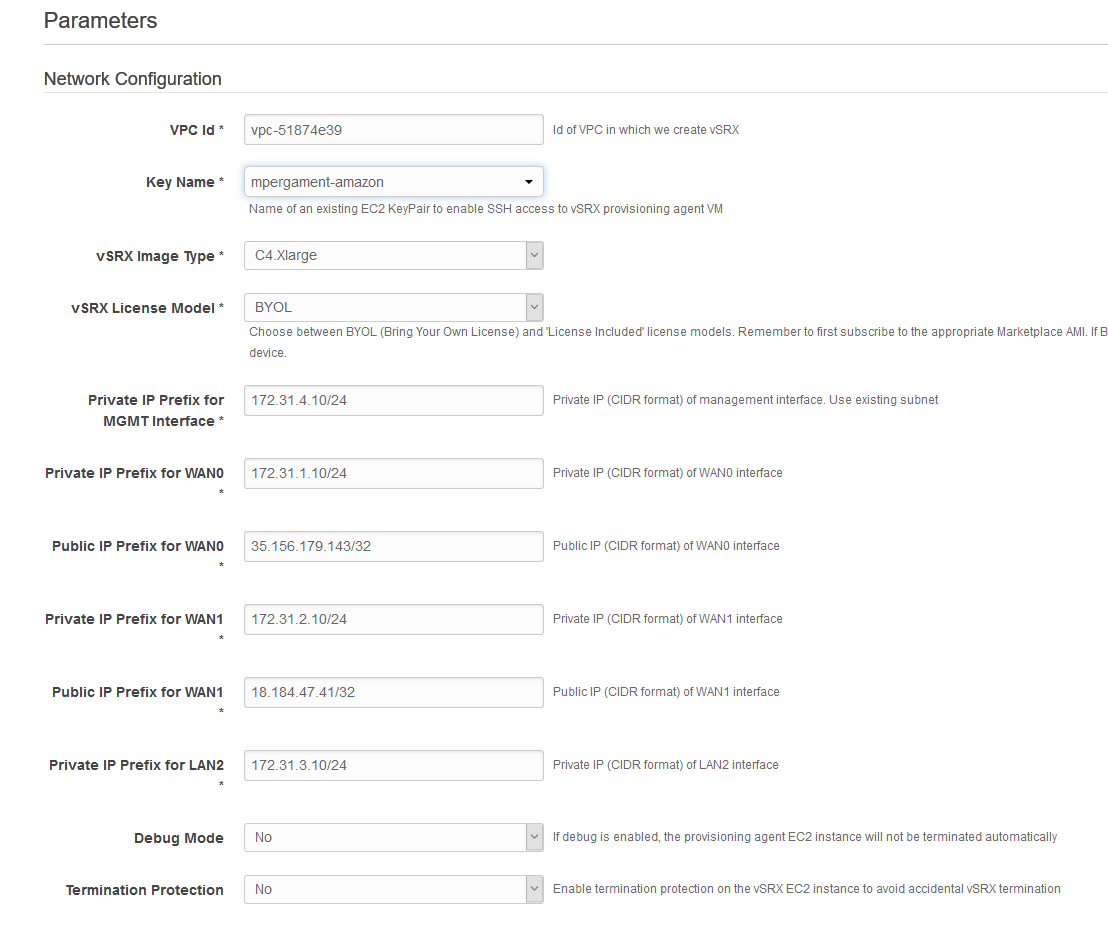 Parameters
Network Configuration
VPC Id * vpc-51874e39 Id of VPC in which we create vSRX
Key Name * mpergament-amazon
Name of an existing EC2 KeyPair to enable SSH access to vSRX provisioning agent VM
vSRX Image Type * C4.Xlarge
vSRX License Model * BYOL
Choose between BYOL (Bring Your Own License) and 'License Included' license models. Remember to first subscribe to the appropriate Marketplace AMI. If B
device.
Private IP Prefix for 172.31.4.10/24 Private IP (CIDR format) of management interface. Use existing subnet
MGMT Interface *
Private IP Prefix for WAN0 172.31.1.10/24 Private IP (CIDR format) of WAN0 interface
*
Public IP Prefix for WAN0 35.156.179.143/32 Public IP (CIDR format) of WAN0 interface
*
Private IP Prefix for WAN1 172.31.2.10/24 Private IP (CIDR format) of WAN1 interface
*
Public IP Prefix for WAN1 18.184.47.41/32 Public IP (CIDR format) of WAN1 interface
*
Private IP Prefix for LAN2 172.31.3.10/24 Private IP (CIDR format) of LAN2 interface
*
Debug Mode No If debug is enabled, the provisioning agent EC2 instance will not be terminated automatically
Termination Protection No Enable termination protection on the vSRX EC2 instance to avoid accidental vSRX termination